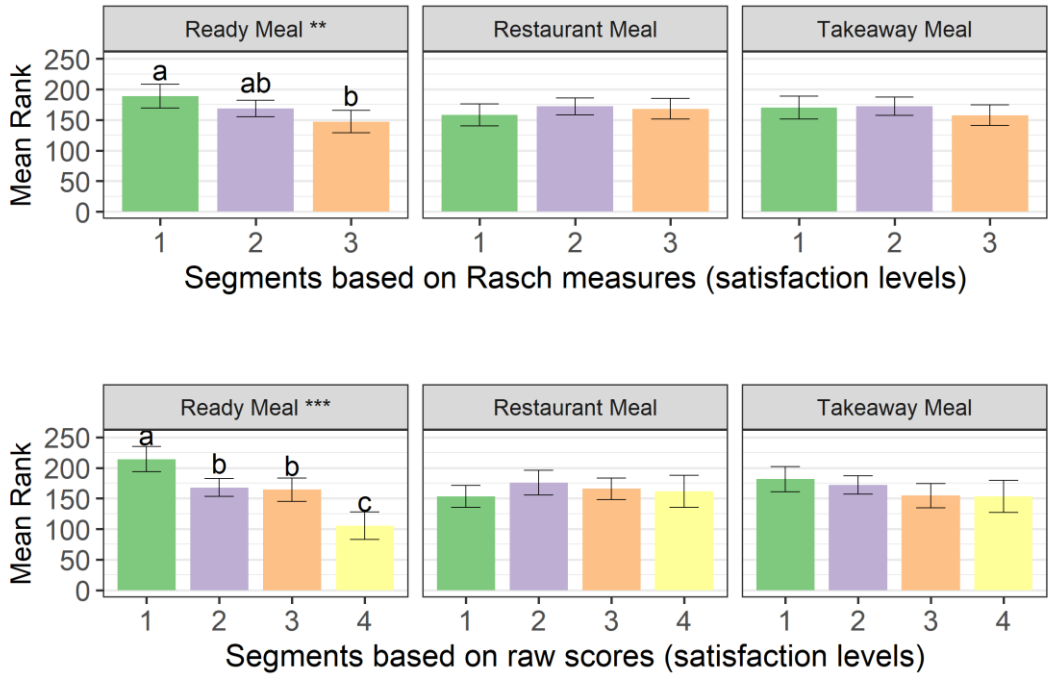 Ready Meal ** Restaurant Meal Takeaway Meal
Mean Rank
250
200
150
100
50
0
a ab b
1 2 3 1 2 3 1 2 3
Segments based on Rasch measures (satisfaction levels)
Ready Meal *** Restaurant Meal Takeaway Meal
Mean Rank
250
200
150
100
50
0
a b b c
1 2 3 4 1 2 3 4 1 2 3 4
Segments based on raw scores (satisfaction levels)